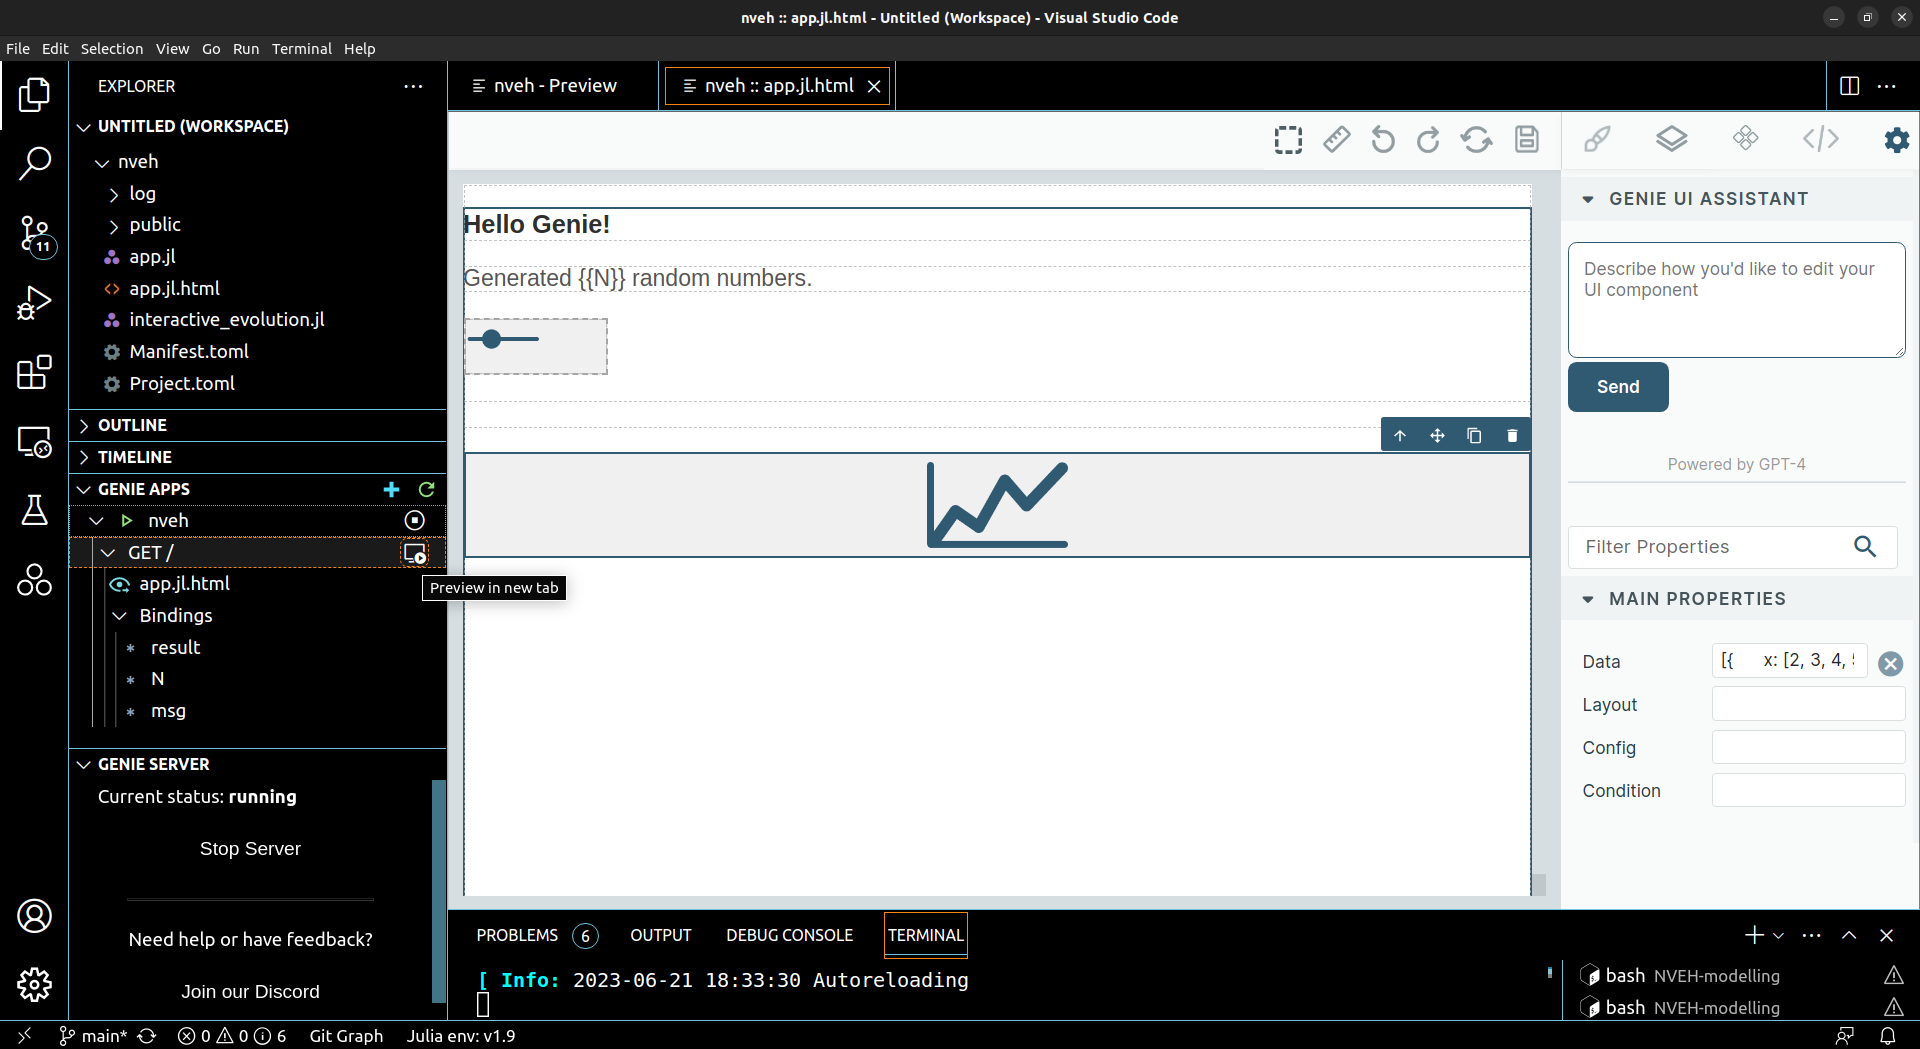 nveh :: app.jl.html - Untitled (Workspace) - Visual Studio Code
File Edit Selection View Go Run Terminal Help
EXPLORER
UNTITLED (WORKSPACE)
nveh
log
public
app.jl
app.jl.html
interactive_evolution.jl
Manifest.toml
Project.toml
OUTLINE
TIMELINE
GENIE APPS
nveh
GET /
app.jl.html
Bindings
result
N
msg
Preview in new tab
GENIE SERVER
Current status: running
Stop Server
Need help or have feedback?
Join our Discord
11
nveh - Preview
nveh :: app.jl.html
Hello Genie!
Generated {{N}} random numbers.
GENIE UI ASSISTANT
Describe how you'd like to edit your
UI component
Send
Powered by GPT-4
Filter Properties
MAIN PROPERTIES
Data [{ x: [2, 3, 4,
Layout
Config
Condition
PROBLEMS 6 OUTPUT DEBUG CONSOLE TERMINAL
[ Info: 2023-06-21 18:33:30 Autoreloading
bash NVEH-modelling
bash NVEH-modelling
main* 0 0 6 Git Graph Julia env: v1.9